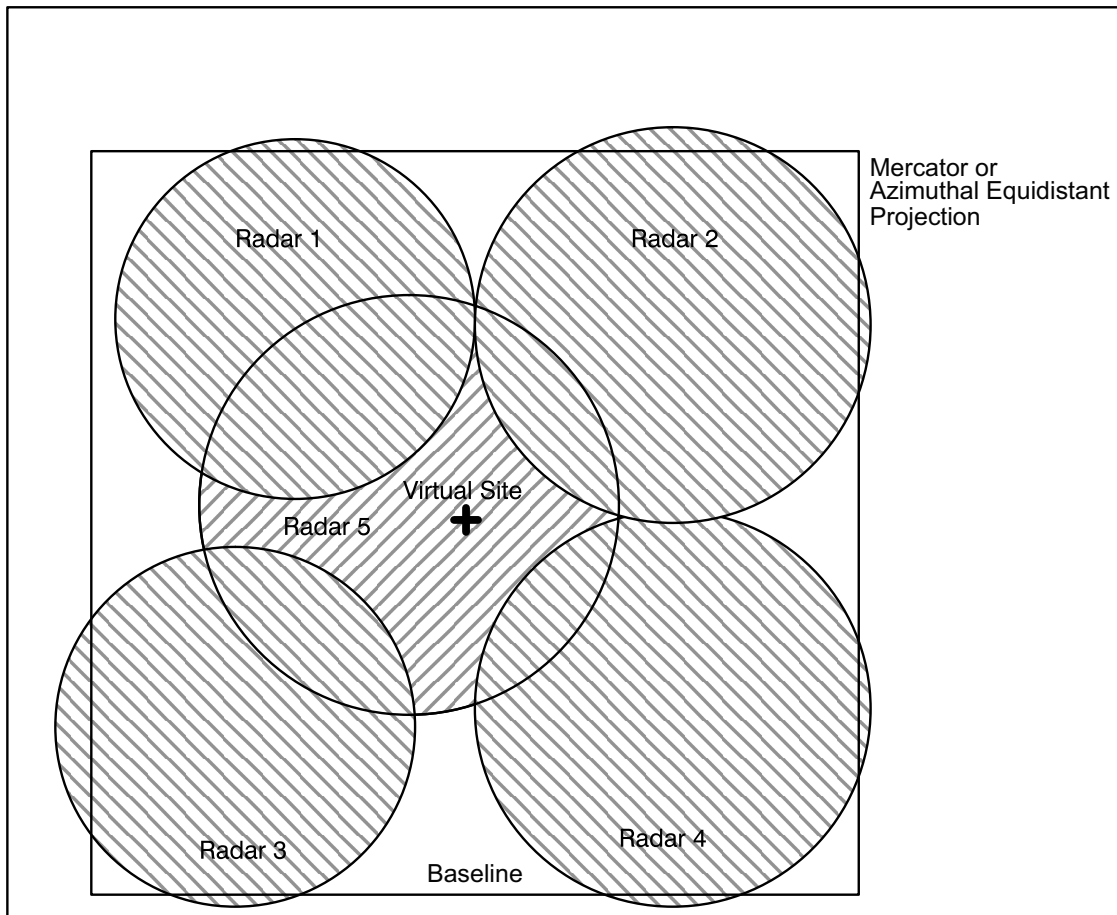 Mercator or
Azimuthal Equidistant
Projection
Radar 1
Radar 2
Virtual Site
Radar 5
Radar 3
Radar 4
Baseline